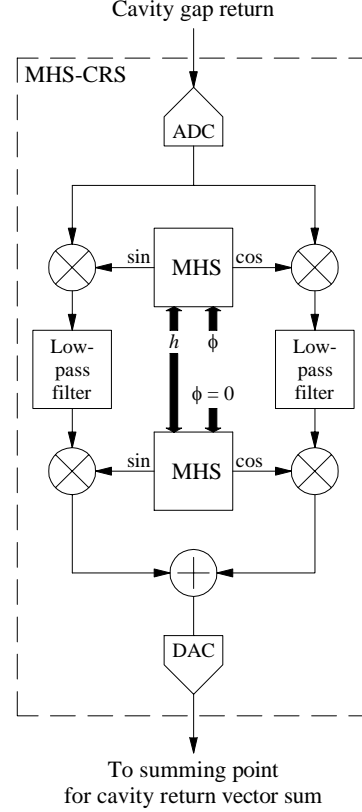 Cavity gap return
MHS-CRS
ADC
sin
MHS
cos
Low-
pass
filter
h
ϕ
Low-
pass
filter
ϕ = 0
sin
MHS
cos
DAC
To summing point
for cavity return vector sum